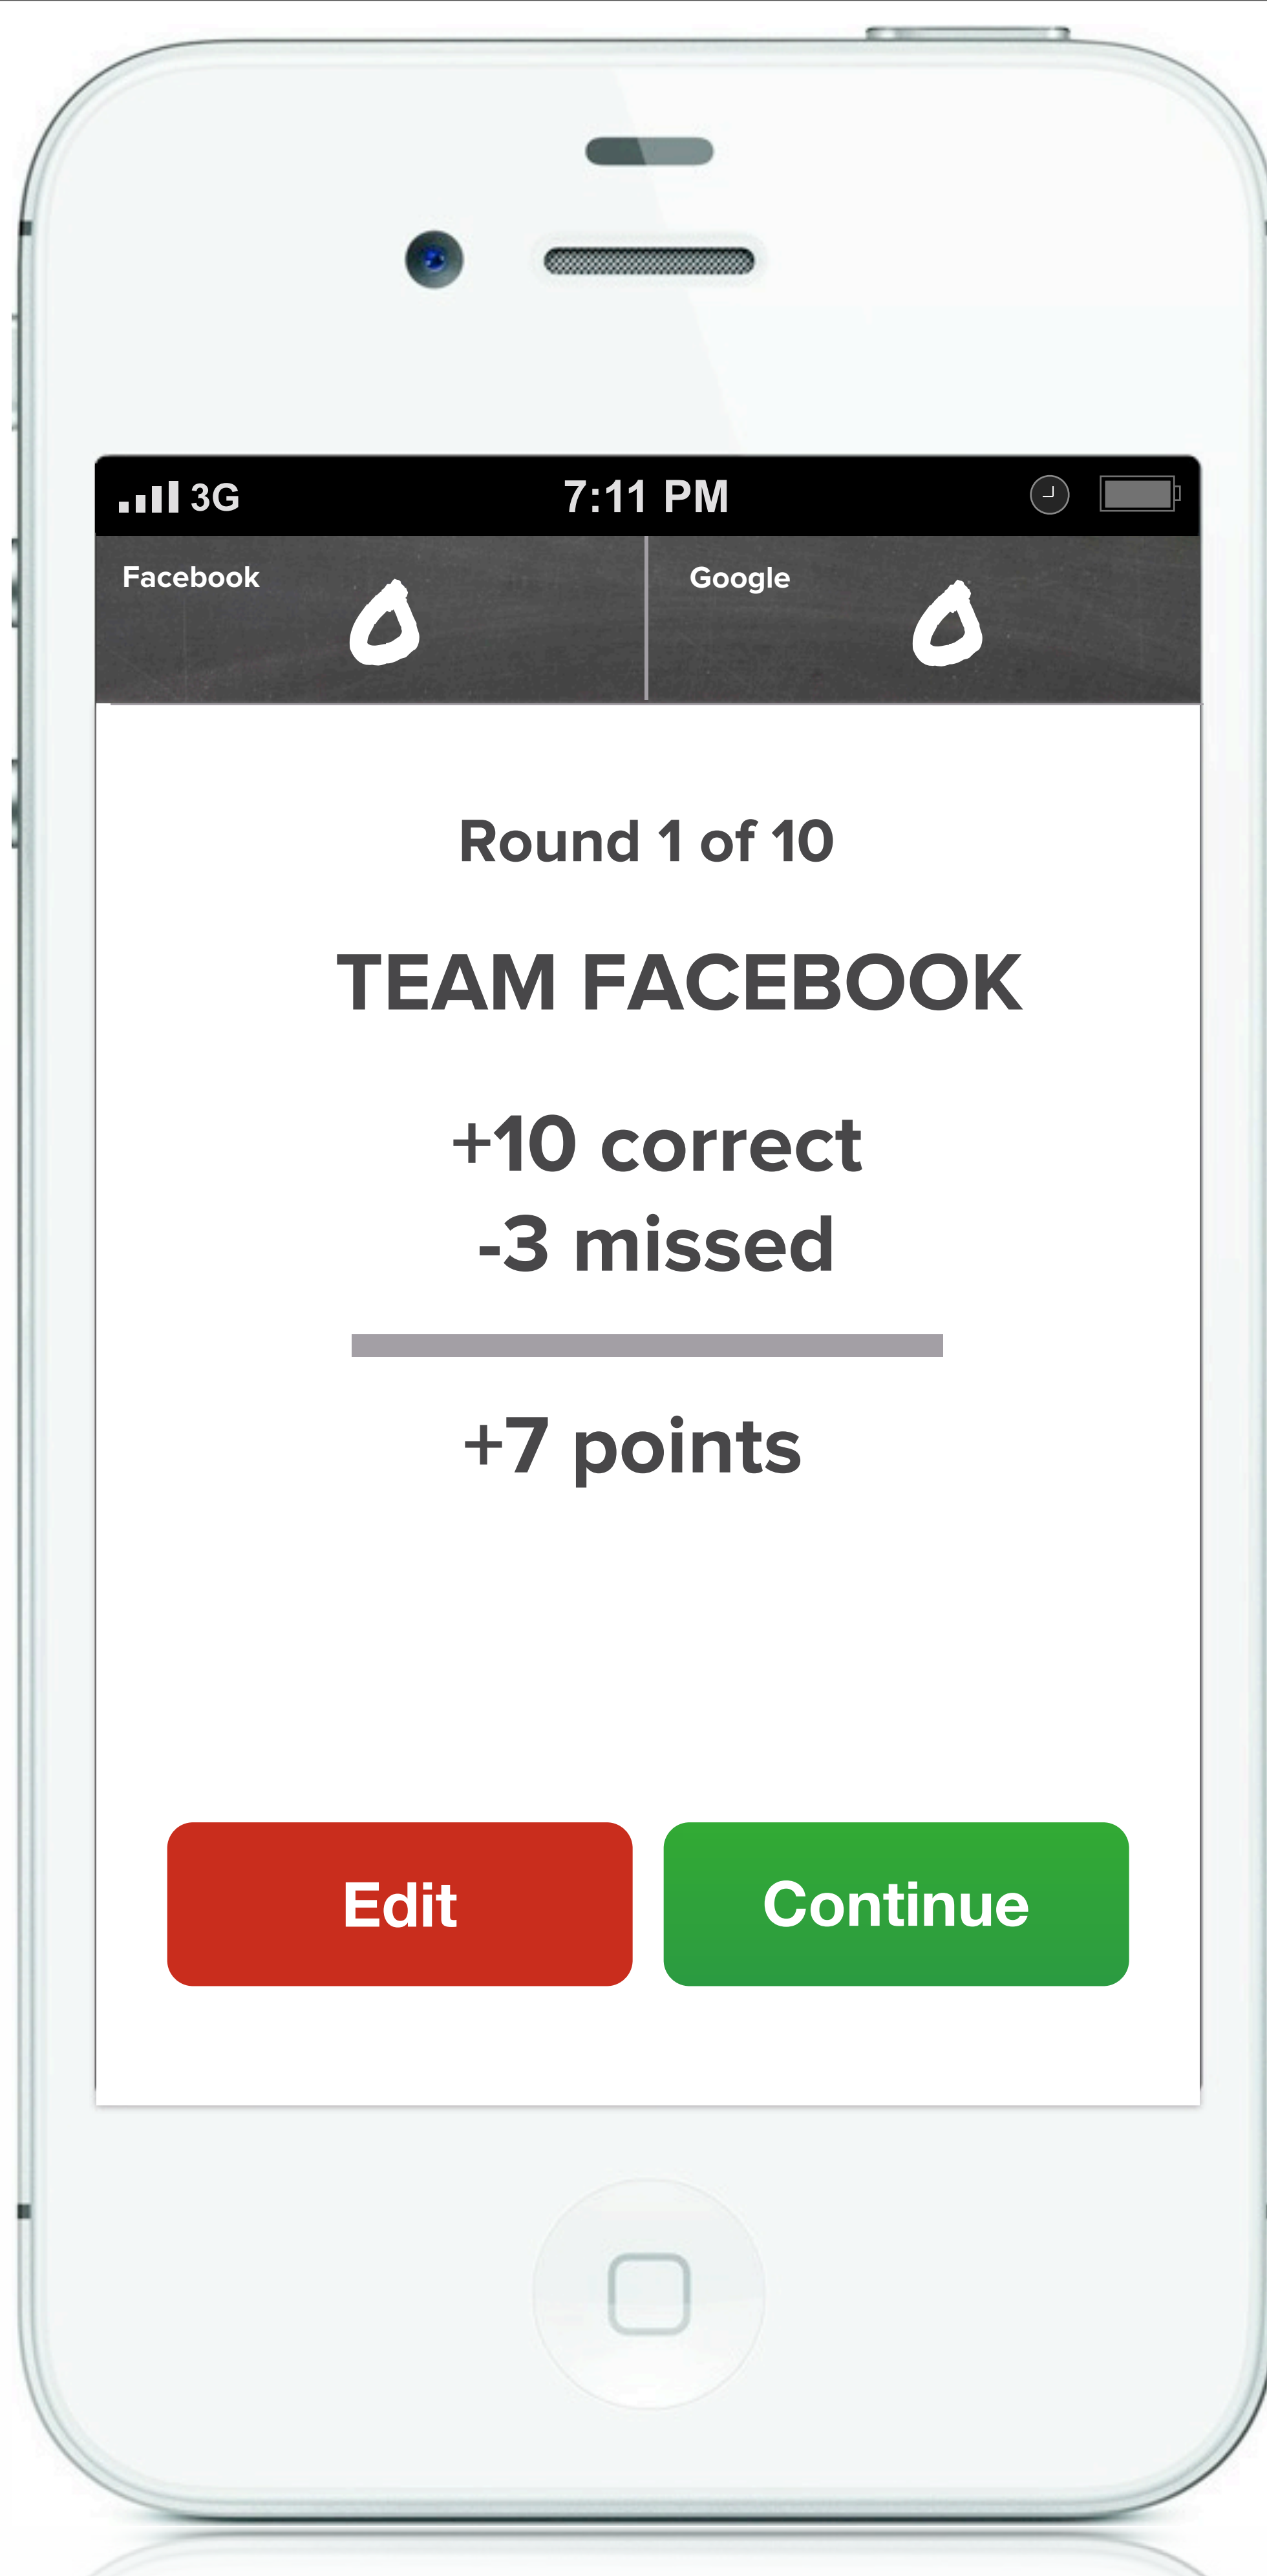 3G 7:11 PM
Facebook 0 Google 0
Round 1 of 10
TEAM FACEBOOK
+10 correct
-3 missed
+7 points
Edit Continue